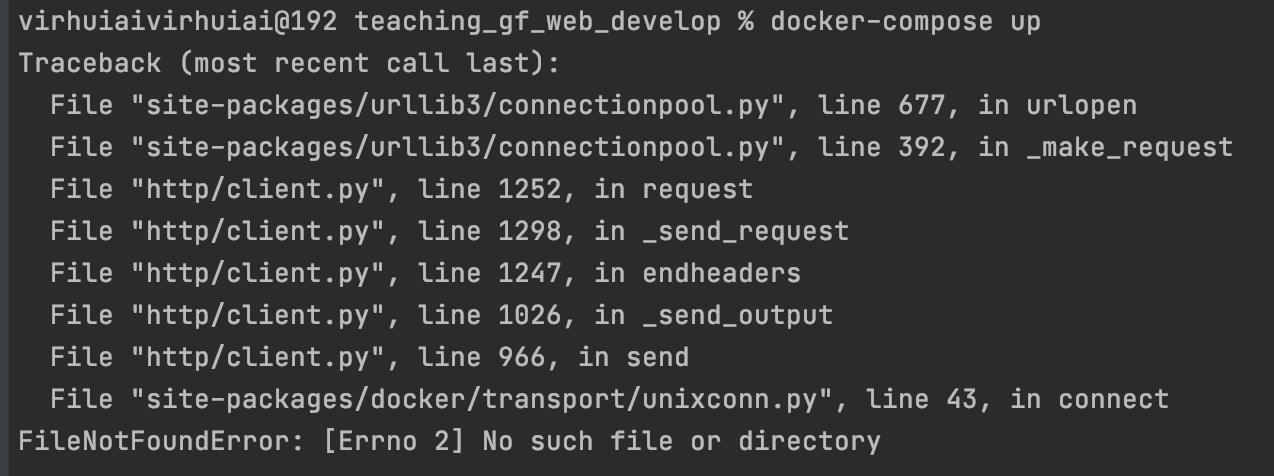 virhuiaivirhuiai@192 teaching_gf_web_develop % docker-compose up
Traceback (most recent call last):
  File "site-packages/urllib3/connectionpool.py", line 677, in urlopen
  File "site-packages/urllib3/connectionpool.py", line 392, in _make_request
  File "http/client.py", line 1252, in request
  File "http/client.py", line 1298, in _send_request
  File "http/client.py", line 1247, in endheaders
  File "http/client.py", line 1026, in _send_output
  File "http/client.py", line 966, in send
  File "site-packages/docker/transport/unixconn.py", line 43, in connect
FileNotFoundError: [Errno 2] No such file or directory